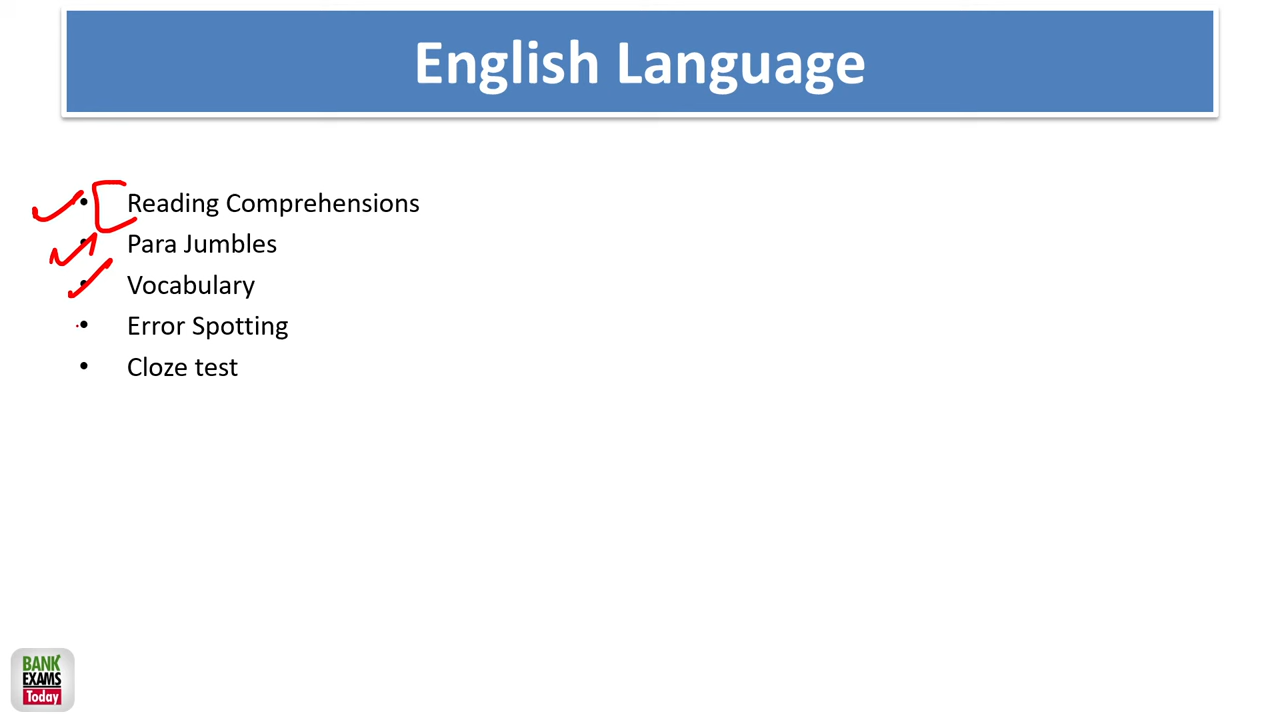 English Language
• Reading Comprehensions
• Para Jumbles
• Vocabulary
• Error Spotting
• Cloze test
BANK
EXAMS
Today